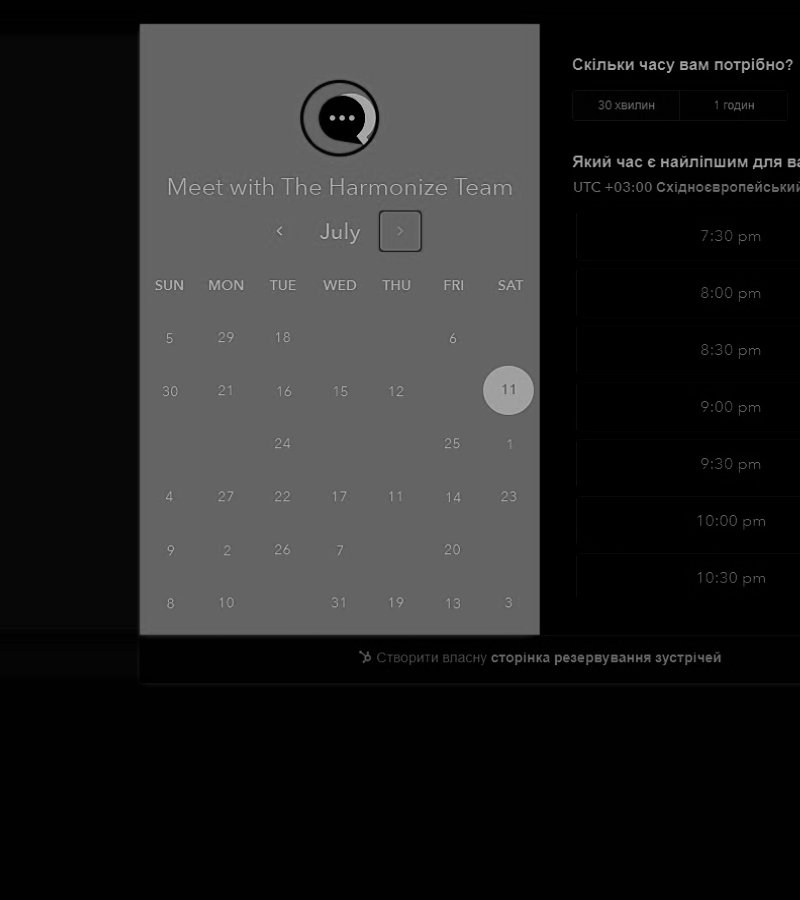 Meet with The Harmonize Team
July
SUN MON TUE WED THU FRI SAT
5 29 18 6
30 21 16 15 12 11
24 25 1
4 27 22 17 11 14 23
9 2 26 7 20
8 10 31 19 13 3
Скільки часу вам потрібно?
30 хвилин 1 годин
Який час є найліпшим для
UTC +03:00 Східноєвропейський
7:30 pm
8:00 pm
8:30 pm
9:00 pm
9:30 pm
10:00 pm
10:30 pm
Створити власну сторінка резервування зустрічей